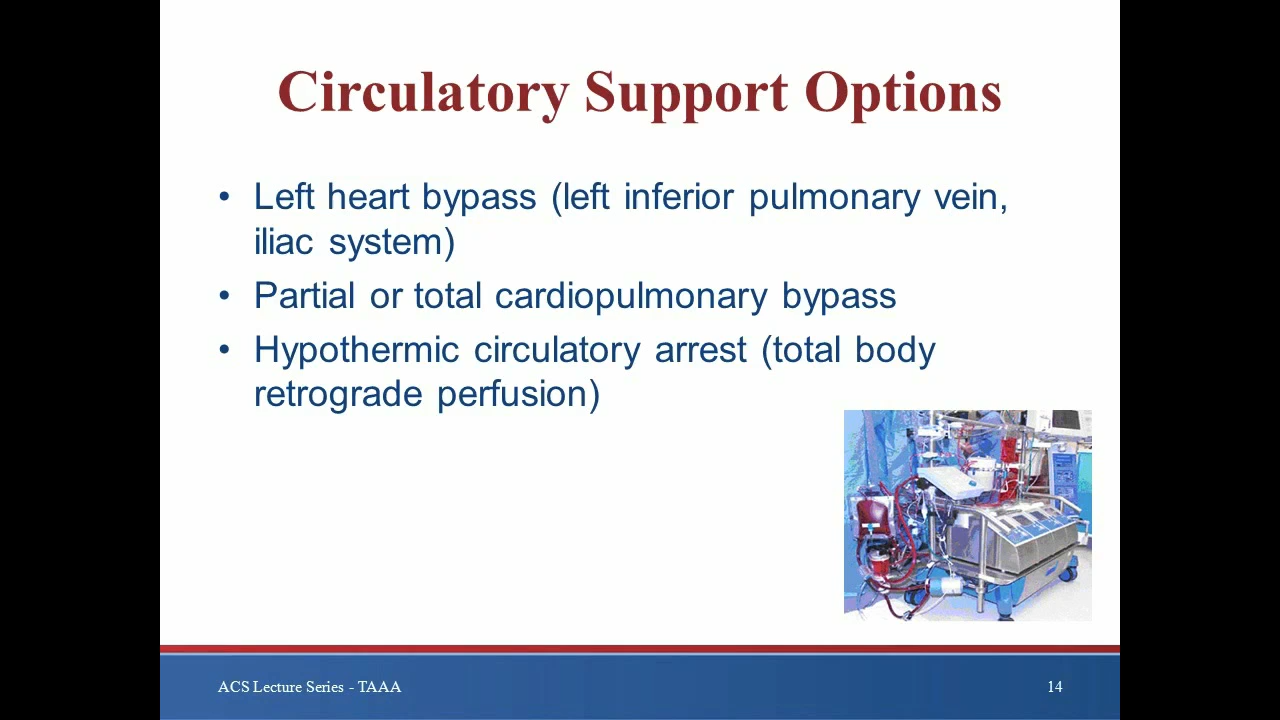 Circulatory Support Options
• Left heart bypass (left inferior pulmonary vein,
iliac system)
• Partial or total cardiopulmonary bypass
• Hypothermic circulatory arrest (total body
retrograde perfusion)
ACS Lecture Series - TAAA
14